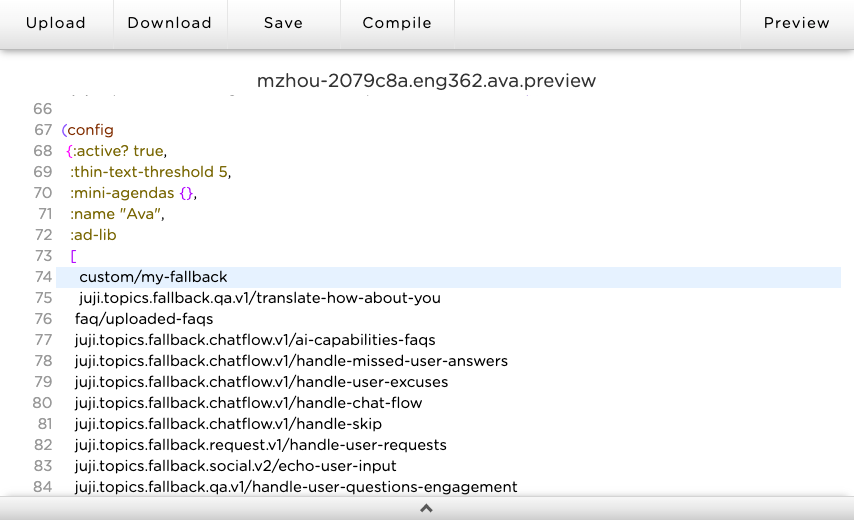 Upload Download Save Compile Preview
mzhou-2079c8a.eng362.ava.preview
66
67 (config
68 {:active? true,
69 :thin-text-threshold 5,
70 :mini-agendas {},
71 :name "Ava",
72 :ad-lib
73 [
74 custom/my-fallback
75 juji.topics.fallback.qa.v1/translate-how-about-you
76 faq/uploaded-faqs
77 juji.topics.fallback.chatflow.v1/ai-capabilities-faqs
78 juji.topics.fallback.chatflow.v1/handle-missed-user-answers
79 juji.topics.fallback.chatflow.v1/handle-user-excuses
80 juji.topics.fallback.chatflow.v1/handle-chat-flow
81 juji.topics.fallback.chatflow.v1/handle-skip
82 juji.topics.fallback.request.v1/handle-user-requests
83 juji.topics.fallback.social.v2/echo-user-input
84 juji.topics.fallback.qa.v1/handle-user-questions-engagement